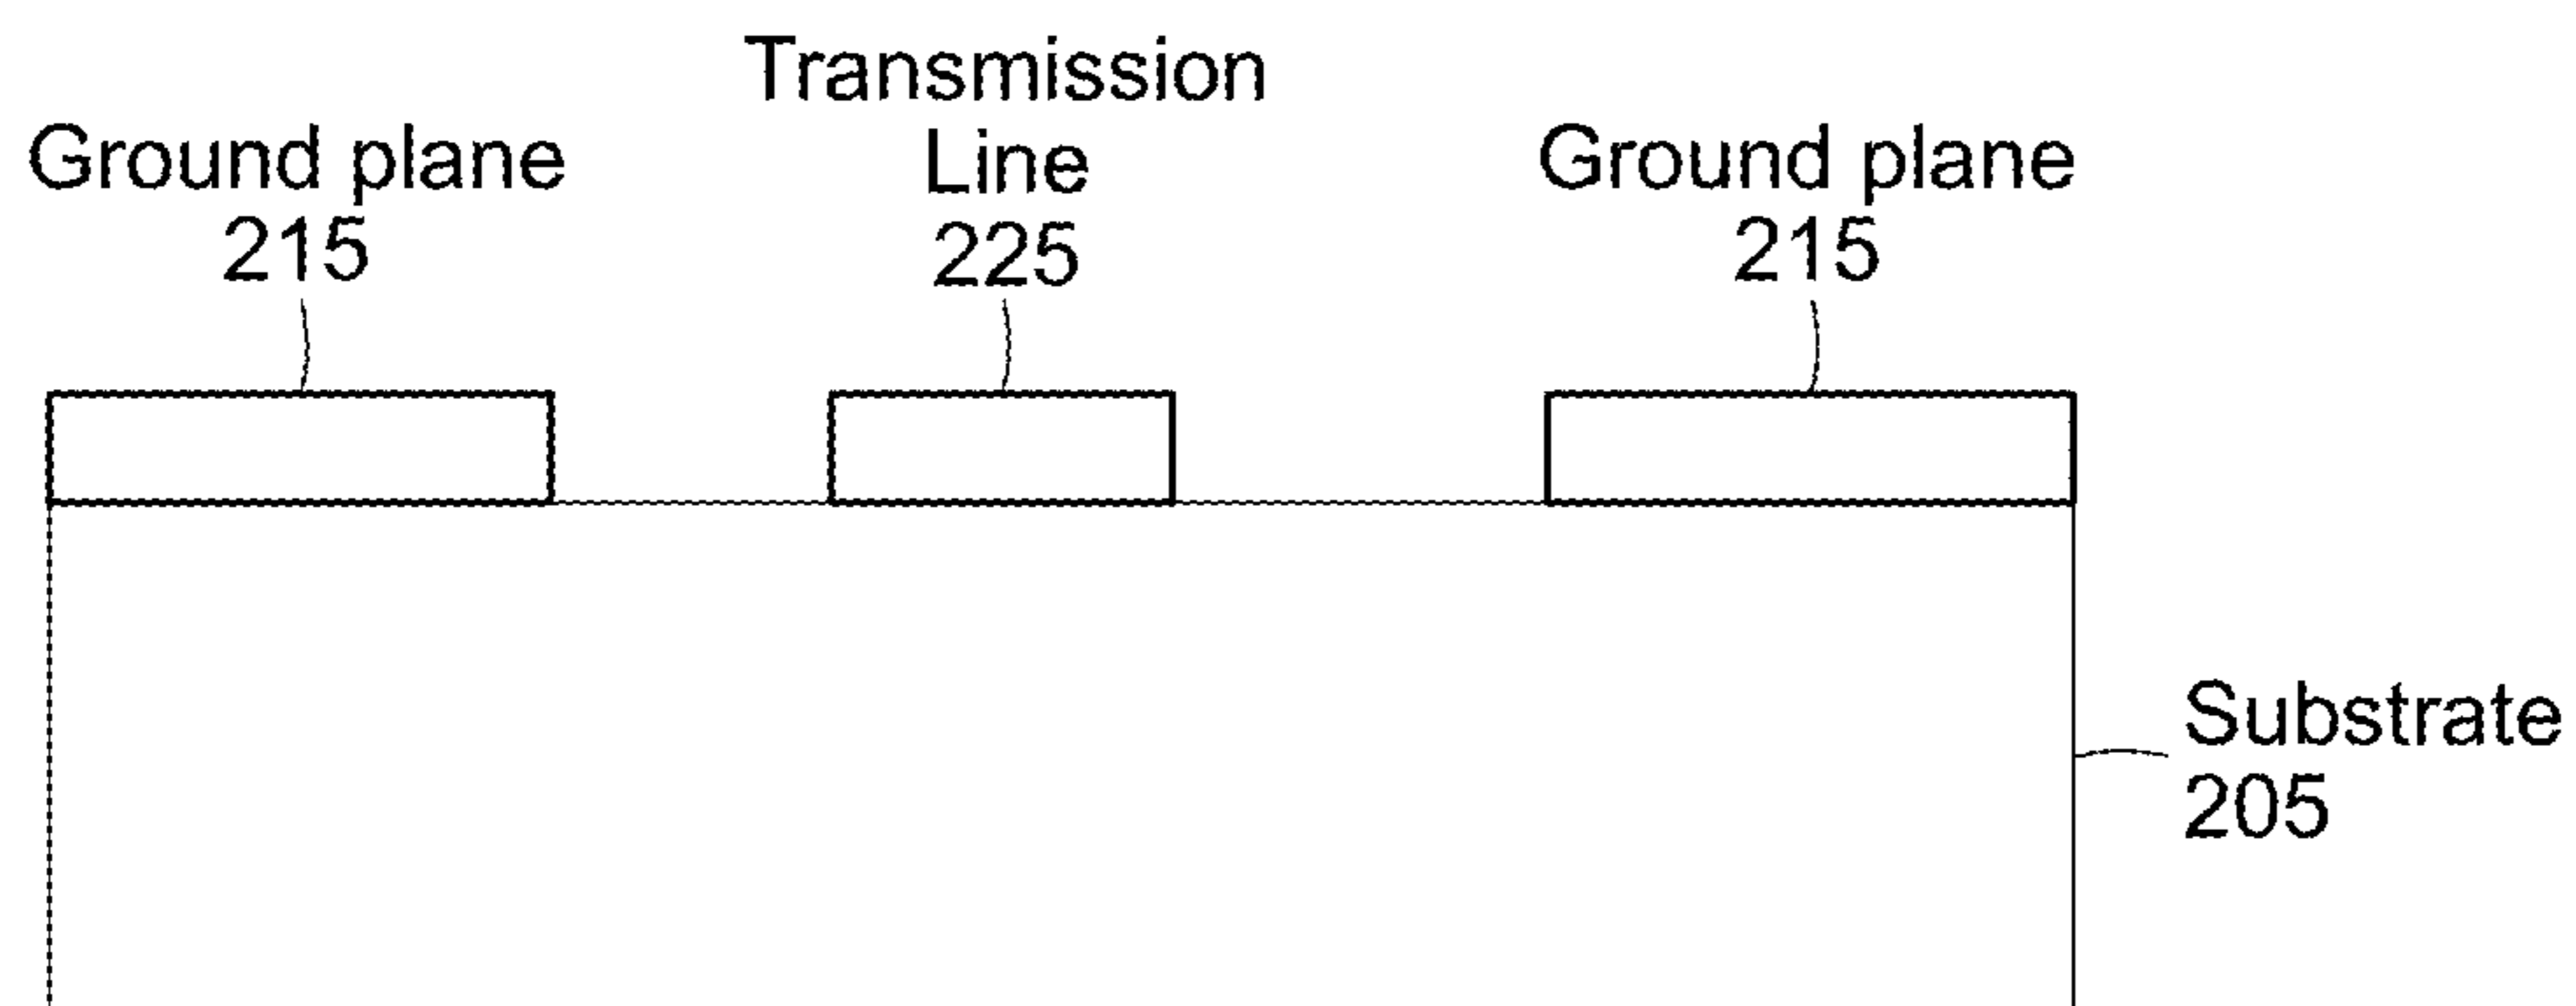 Ground plane
215
Transmission
Line
225
Ground plane
215
Substrate
205